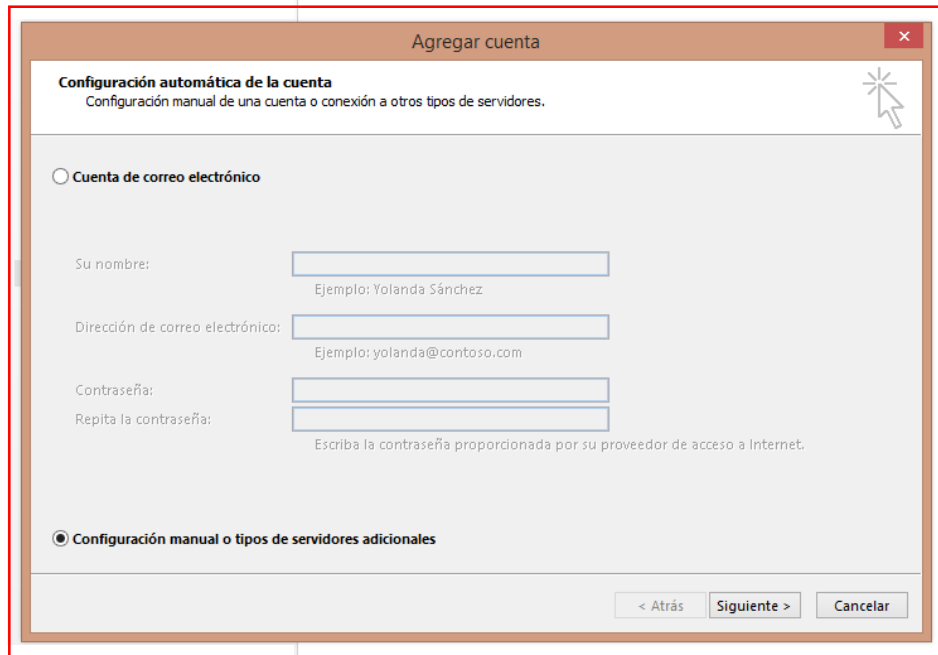 Agregar cuenta
Configuración automática de la cuenta
Configuración manual de una cuenta o conexión a otros tipos de servidores.
Cuenta de correo electrónico
Su nombre:
Ejemplo: Yolanda Sánchez
Dirección de correo electrónico:
Ejemplo: yolanda@contoso.com
Contraseña:
Repita la contraseña:
Escriba la contraseña proporcionada por su proveedor de acceso a Internet.
Configuración manual o tipos de servidores adicionales
< Atrás Siguiente > Cancelar